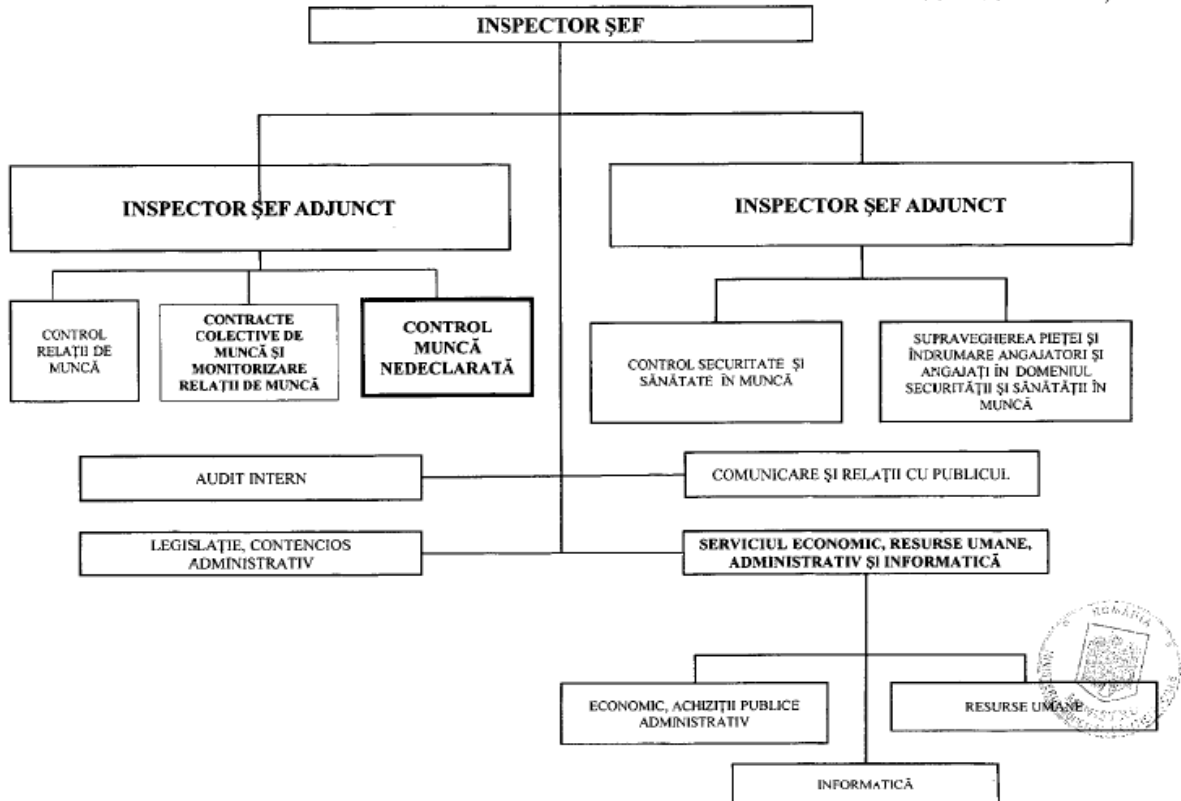 INSPECTOR ŞEF
INSPECTOR ŞEF ADJUNCT
INSPECTOR ŞEF ADJUNCT
CONTROL
RELAŢII DE
MUNCĂ
CONTRACTE
COLECTIVE DE
MUNCĂ ŞI
MONITORIZARE
RELAŢII DE MUNCĂ
CONTROL
MUNCĂ
NEDECLARATĂ
CONTROL SECURITATE ŞI
SĂNĂTATE ÎN MUNCĂ
SUPRAVEGHEREA PIEŢEI ŞI
ÎNDRUMARE ANGAJATORI ŞI
ANGAJAŢI ÎN DOMENIUL
SECURITĂŢII ŞI SĂNĂTĂŢII ÎN
MUNCĂ
AUDIT INTERN
COMUNICARE ŞI RELAŢII CU PUBLICUL
LEGISLAŢIE, CONTENCIOS
ADMINISTRATIV
SERVICIUL ECONOMIC, RESURSE UMANE,
ADMINISTRATIV ŞI INFORMATICĂ
ECONOMIC, ACHIZIŢII PUBLICE
ADMINISTRATIV
RESURSE UMANE
ROMÂNIA
INFORMATICĂ